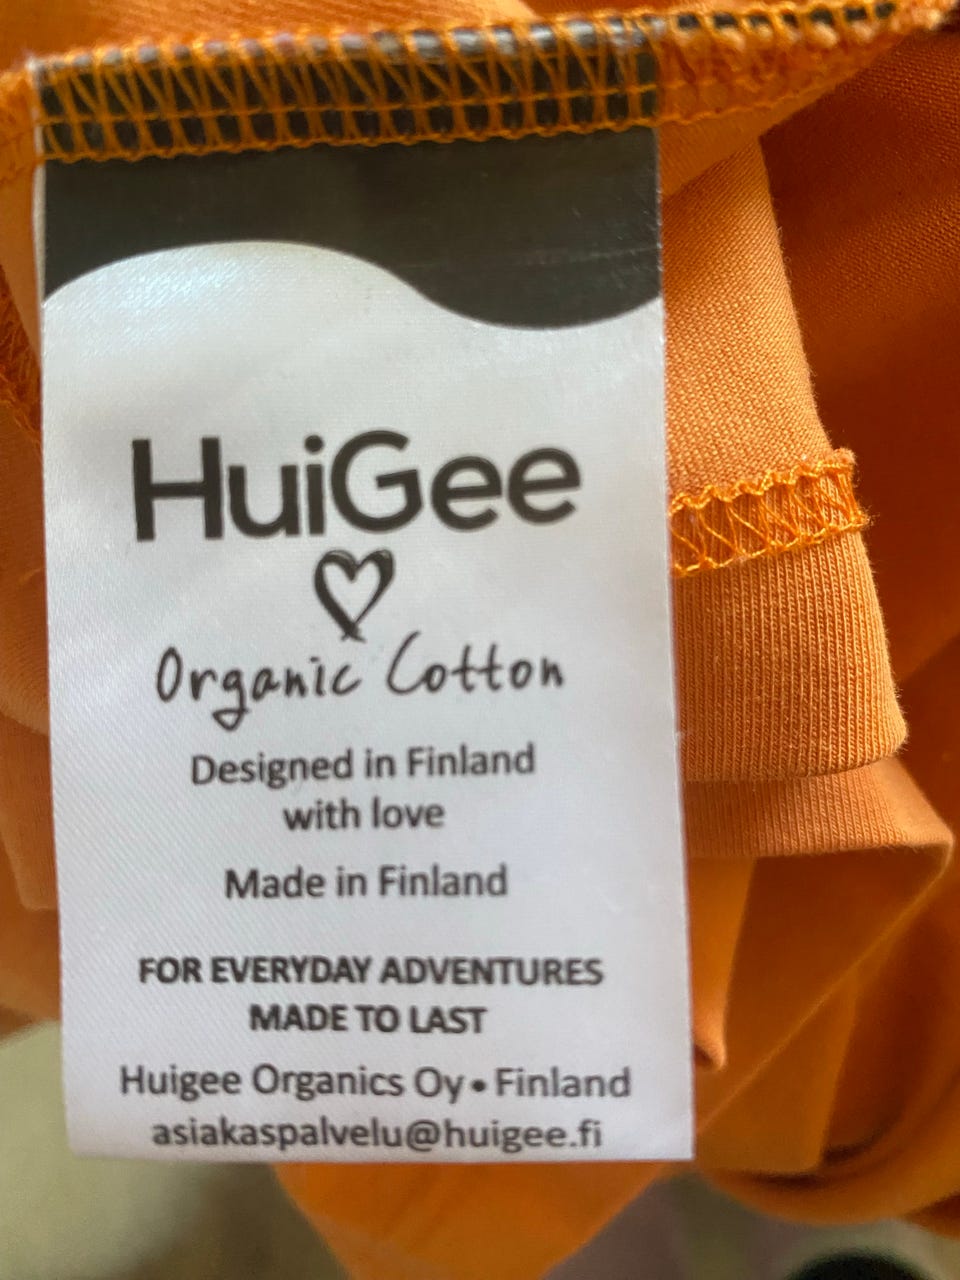 HuiGee
Organic Cotton
Designed in Finland
with love
Made in Finland
FOR EVERYDAY ADVENTURES
MADE TO LAST
Huigee Organics Oy • Finland
asiakaspalvelu@huigee.fi